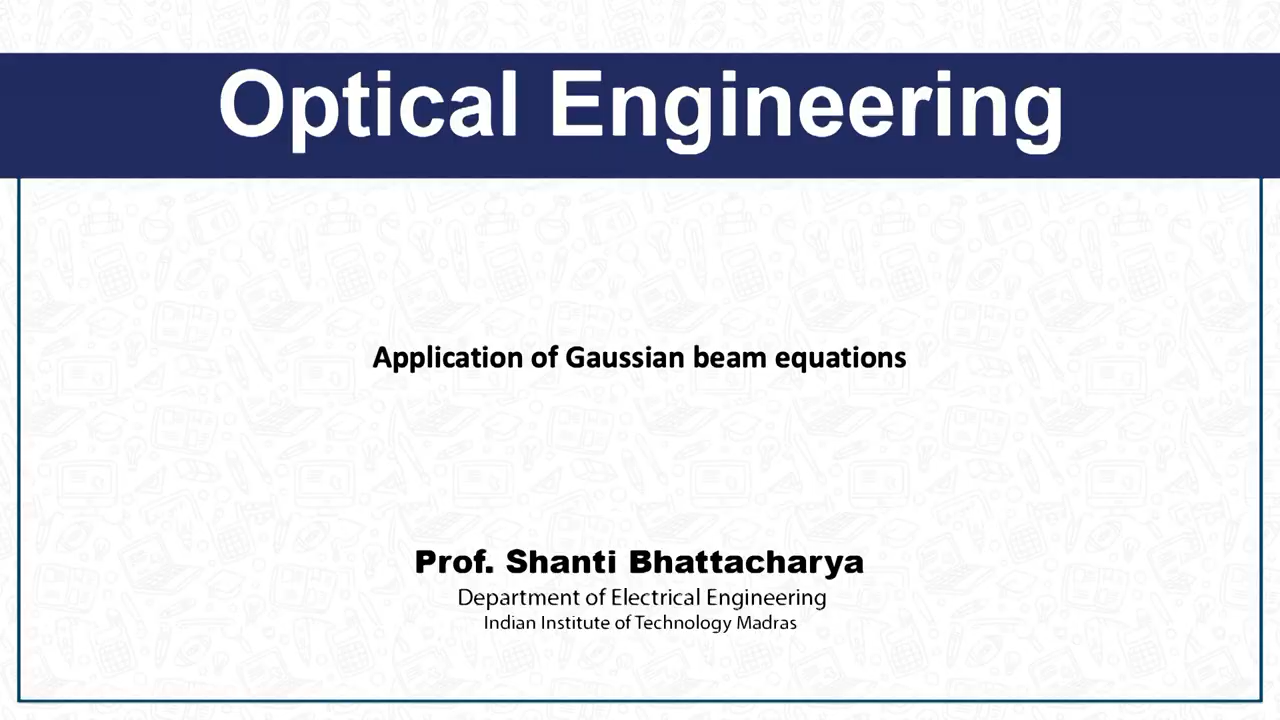 Optical Engineering
Application of Gaussian beam equations
Prof. Shanti Bhattacharya
Department of Electrical Engineering
Indian Institute of Technology Madras